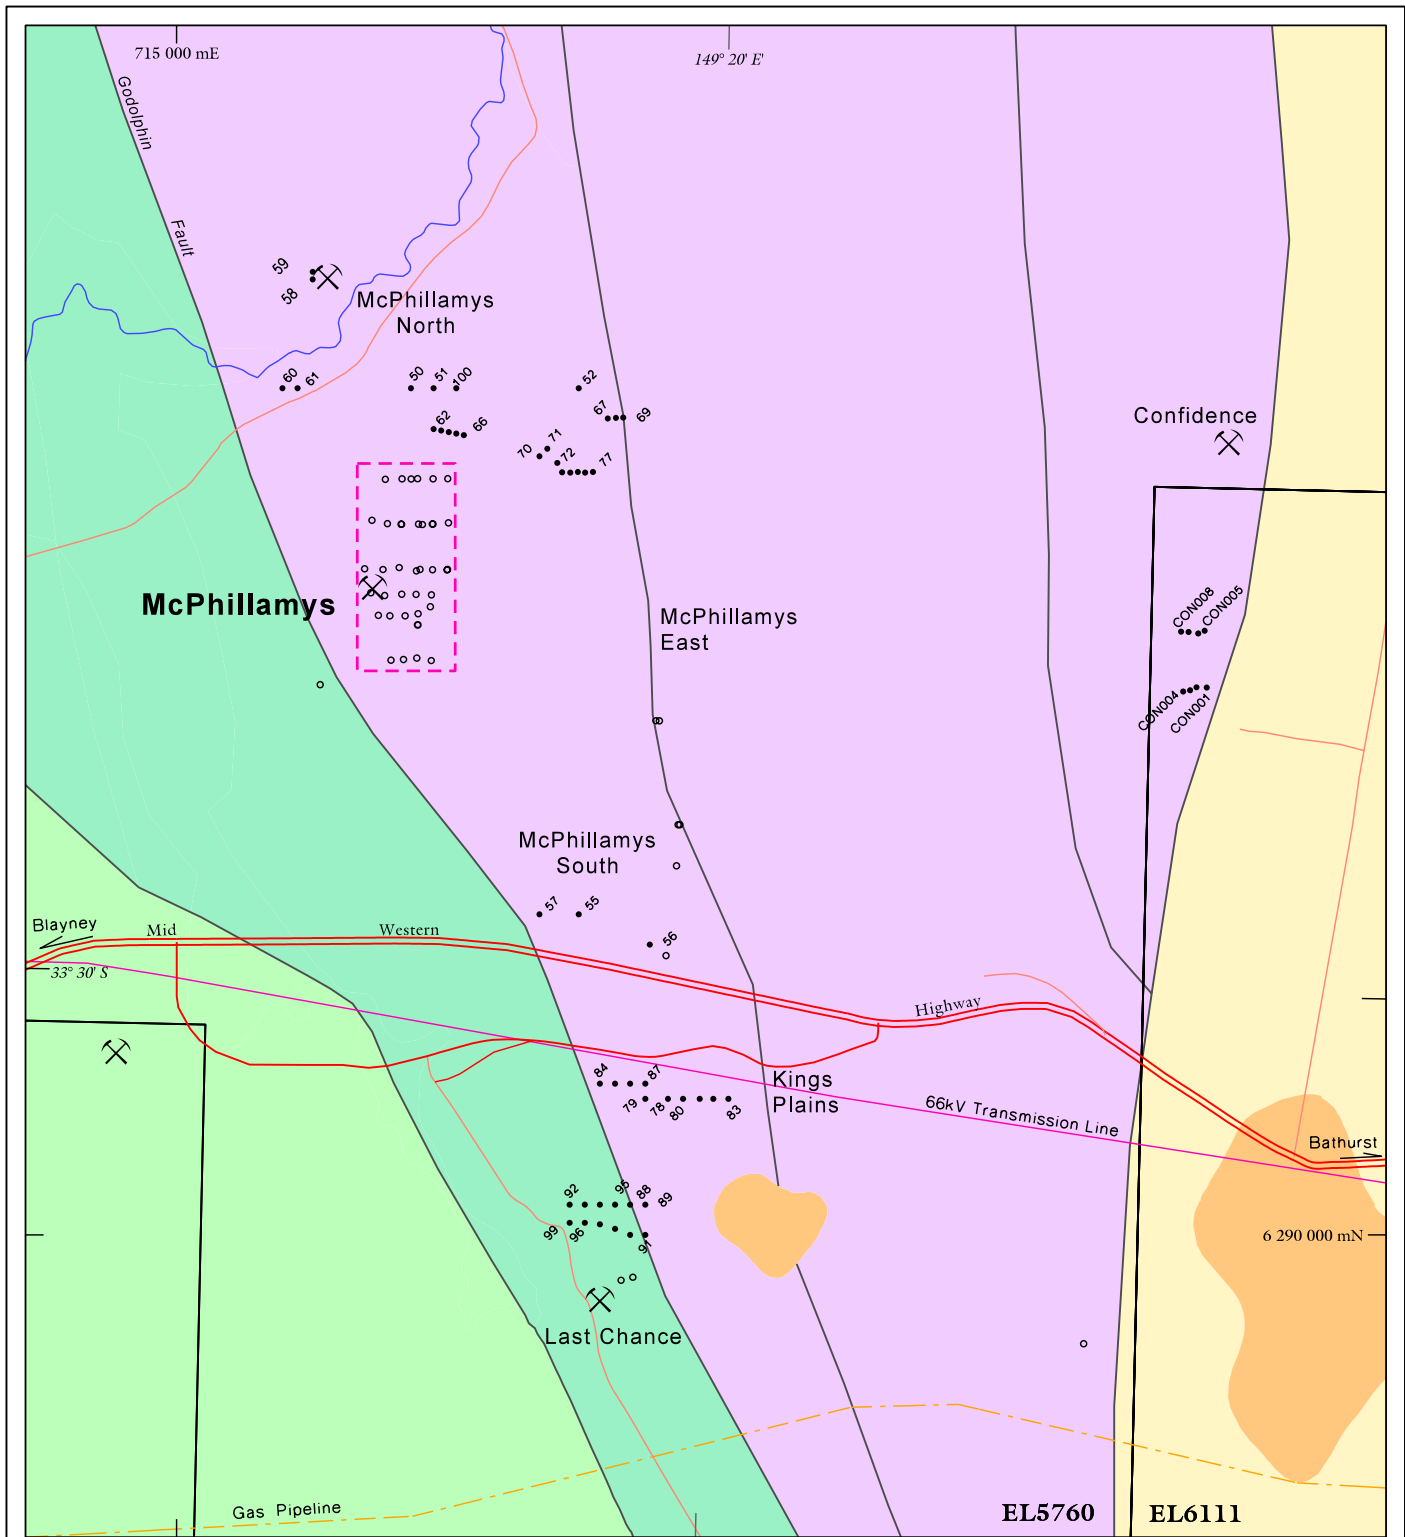 715 000 mE
149° 20' E'
Godolphin
Fault
59
58
McPhillamys
North
60
61
50
51
100
52
62
66
67
69
70
71
72
77
Confidence
McPhillamys
McPhillamys
East
CON008
CON005
CON004
CON001
McPhillamys
South
57
55
56
Blayney
Mid
Western
Highway
33° 30' S
84
87
79
78
80
83
Kings
Plains
66kV Transmission Line
Bathurst
92
95
88
89
99
96
91
6 290 000 mN
Last Chance
Gas Pipeline
EL5760
EL6111